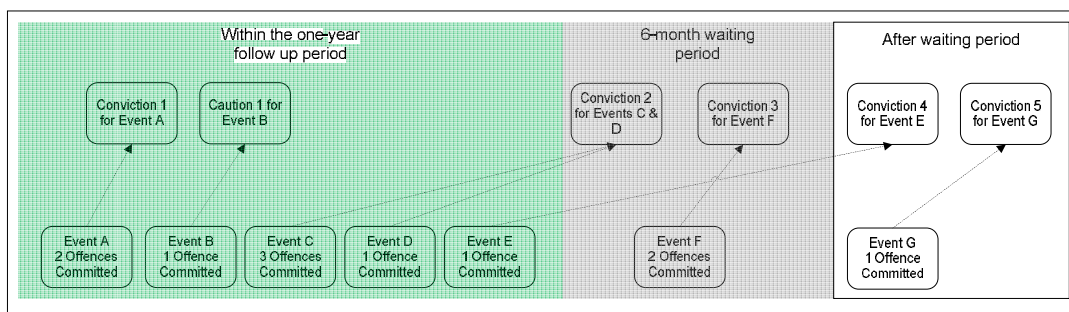 Within the one-year
follow up period
6-month waiting
period
After waiting period
Conviction 1
for Event A
Caution 1 for
Event B
Conviction 2
for Events C &
D
Conviction 3
for Event F
Conviction 4
for Event E
Conviction 5
for Event G
Event A
2 Offences
Committed
Event B
1 Offence
Committed
Event C
3 Offences
Committed
Event D
1 Offence
Committed
Event E
1 Offence
Committed
Event F
2 Offences
Committed
Event G
1 Offence
Committed